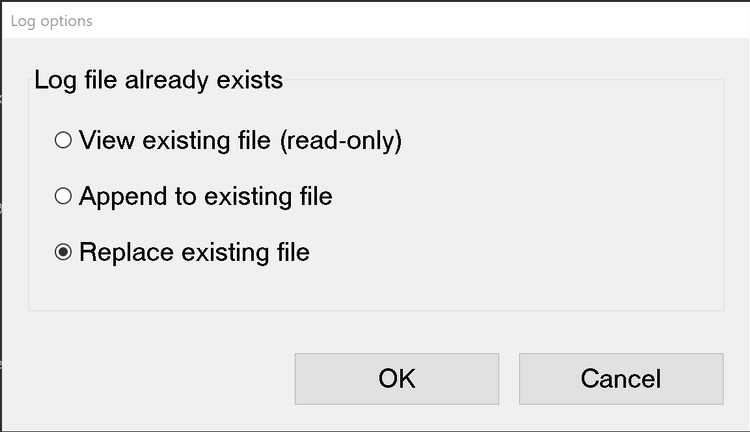 Log options
Log file already exists
View existing file (read-only)
Append to existing file
Replace existing file
OK
Cancel